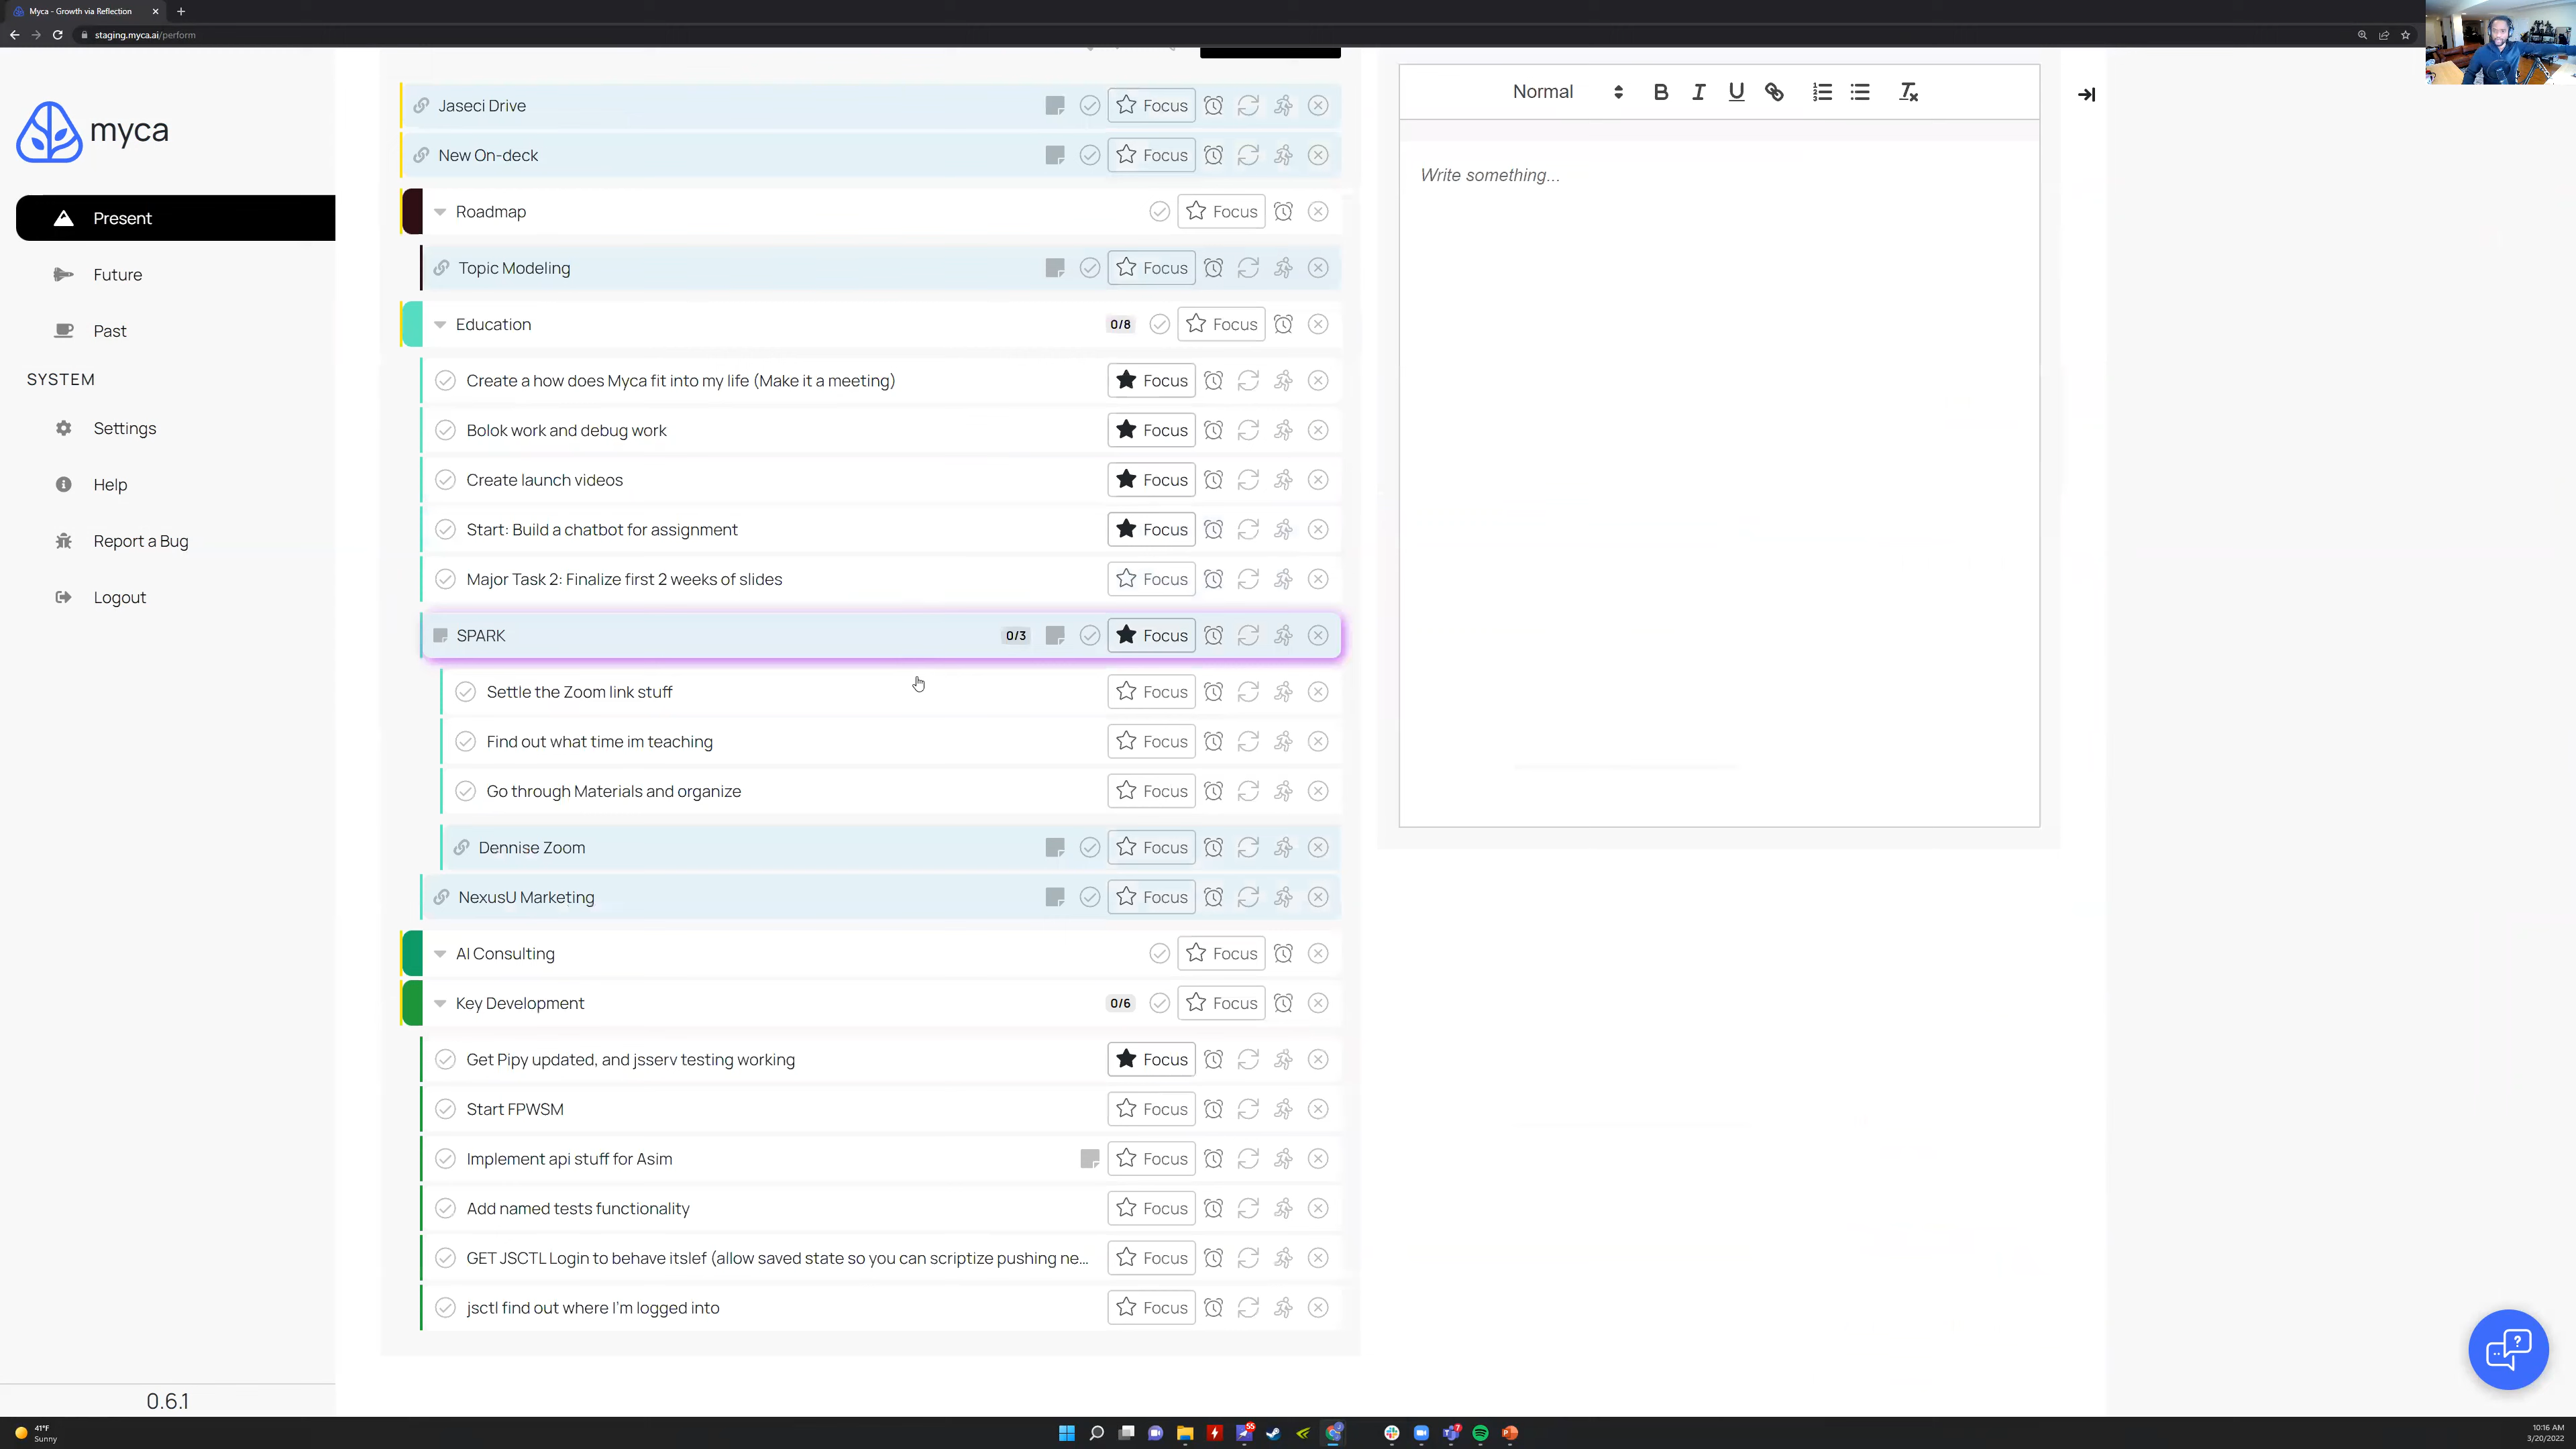 Myca - Growth via Reflection
staging.myca.ai/perform
myca
Present
Future
Past
SYSTEM
Settings
Help
Report a Bug
Logout
0.6.1
Jaseci Drive Focus
New On-deck Focus
Roadmap Focus
Topic Modeling Focus
Education 0/8 Focus
Create a how does Myca fit into my life (Make it a meeting) Focus
Bolok work and debug work Focus
Create launch videos Focus
Start: Build a chatbot for assignment Focus
Major Task 2: Finalize first 2 weeks of slides Focus
SPARK 0/3 Focus
Settle the Zoom link stuff Focus
Find out what time im teaching Focus
Go through Materials and organize Focus
Dennise Zoom Focus
NexusU Marketing Focus
AI Consulting Focus
Key Development 0/6 Focus
Get Pipy updated, and jsserv testing working Focus
Start FPWSM Focus
Implement api stuff for Asim Focus
Add named tests functionality Focus
GET JSCTL Login to behave itslef (allow saved state so you can scriptize pushing ne... Focus
jsctl find out where I'm logged into Focus
Normal B I U
Write something...
41°F
Sunny
55
7
10:16 AM
3/20/2022